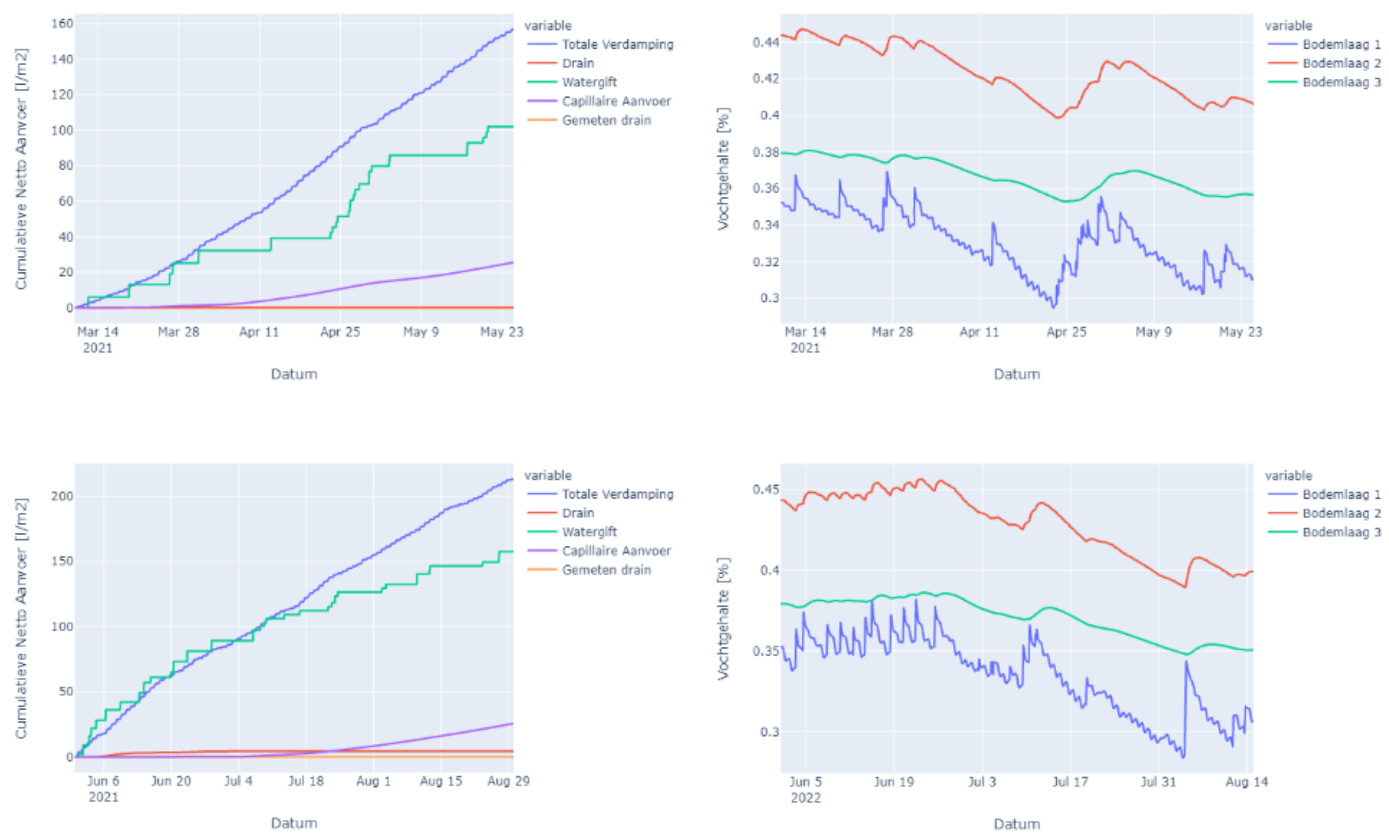 Cumulatieve Netto Aanvoer [l/m2]
160
140
120
100
80
60
40
20
0
Mar 14
2021
Mar 28
Apr 11
Apr 25
May 9
May 23
Datum
variable
Totale Verdamping
Drain
Watergift
Capillaire Aanvoer
Gemeten drain
Vochtgehalte [%]
0.44
0.42
0.4
0.38
0.36
0.34
0.32
0.3
Mar 14
2021
Mar 28
Apr 11
Apr 25
May 9
May 23
Datum
variable
Bodemlaag 1
Bodemlaag 2
Bodemlaag 3
Cumulatieve Netto Aanvoer [l/m2]
200
150
100
50
0
Jun 6
2021
Jun 20
Jul 4
Jul 18
Aug 1
Aug 15
Aug 29
Datum
variable
Totale Verdamping
Drain
Watergift
Capillaire Aanvoer
Gemeten drain
Vochtgehalte [%]
0.45
0.4
0.35
0.3
Jun 5
2022
Jun 19
Jul 3
Jul 17
Jul 31
Aug 14
Datum
variable
Bodemlaag 1
Bodemlaag 2
Bodemlaag 3